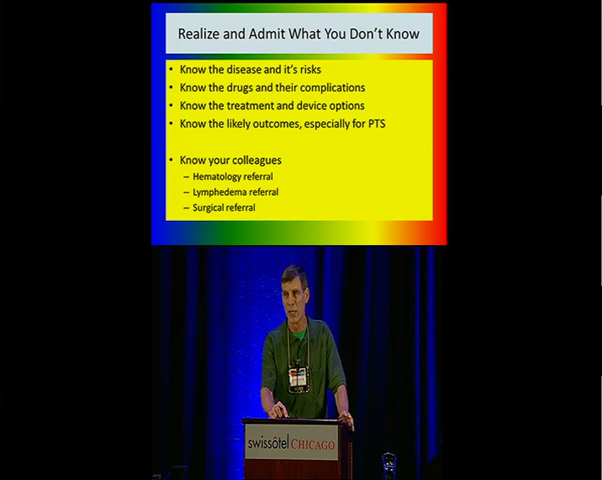 Realize and Admit What You Don't Know
• Know the disease and it's risks
• Know the drugs and their complications
• Know the treatment and device options
• Know the likely outcomes, especially for PTS
• Know your colleagues
– Hematology referral
– Lymphedema referral
– Surgical referral
swissôtel CHICAGO